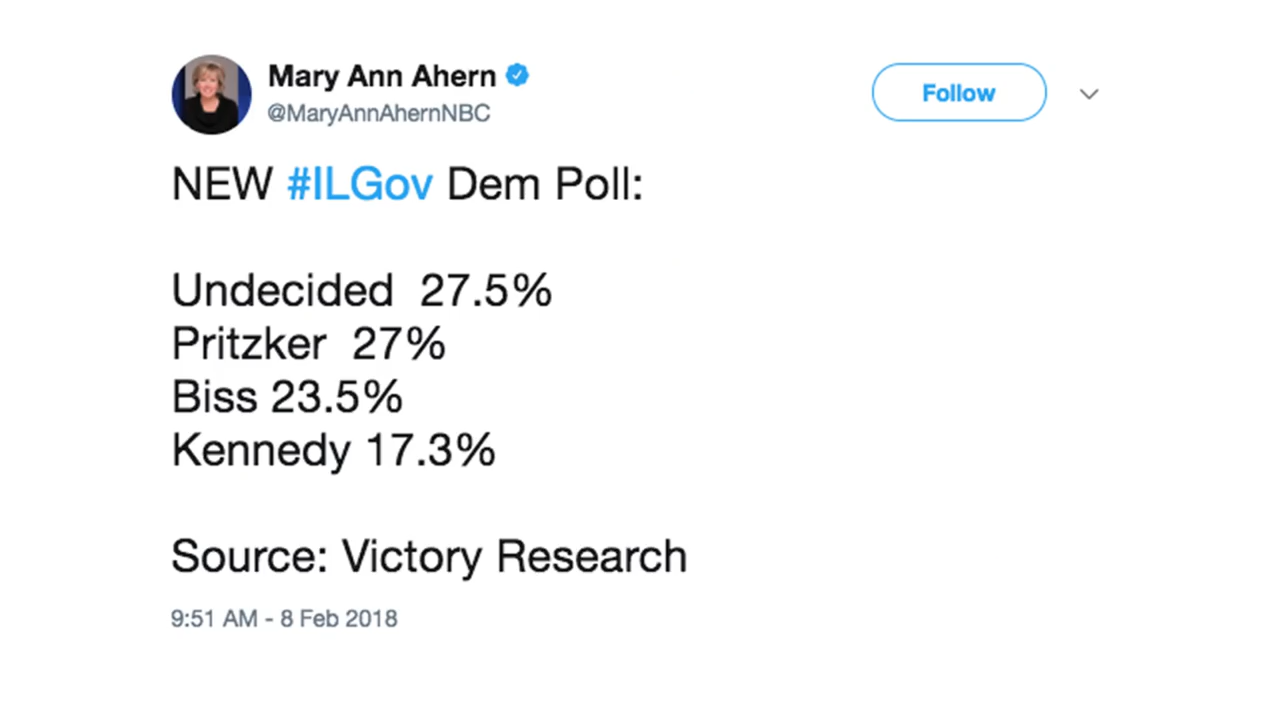 Mary Ann Ahern
@MaryAnnAhernNBC
Follow
NEW #ILGov Dem Poll:
Undecided 27.5%
Pritzker 27%
Biss 23.5%
Kennedy 17.3%
Source: Victory Research
9:51 AM - 8 Feb 2018